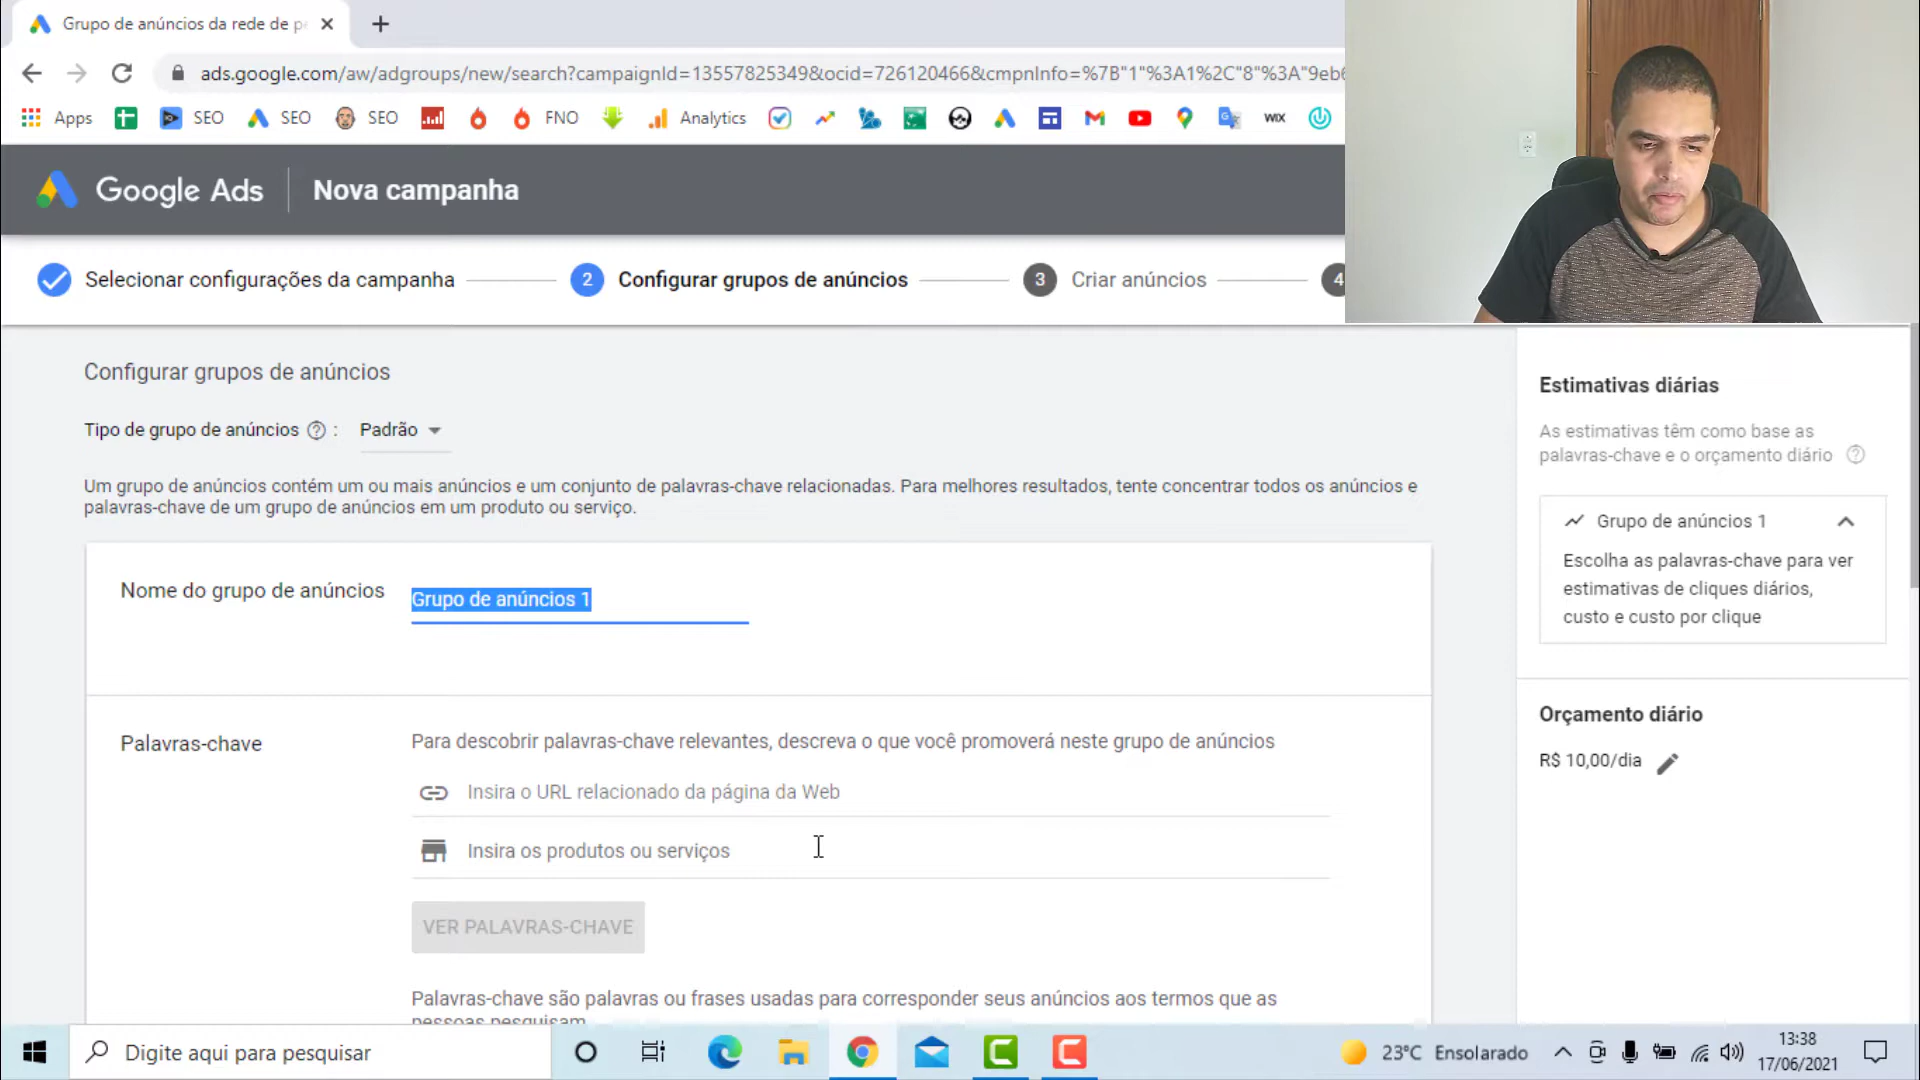 Grupo de anúncios da rede de pe
ads.google.com/aw/adgroups/new/search?campaignId=13557825349&ocid=726120466&cmpnInfo=%7B"1"%3A1%2C"8"%3A"9eb6
Apps
SEO
SEO
SEO
FNO
Analytics
WIX
Google Ads
Nova campanha
Selecionar configurações da campanha
2
Configurar grupos de anúncios
3
Criar anúncios
4
Configurar grupos de anúncios
Tipo de grupo de anúncios ? :
Padrão
Um grupo de anúncios contém um ou mais anúncios e um conjunto de palavras-chave relacionadas. Para melhores resultados, tente concentrar todos os anúncios e
palavras-chave de um grupo de anúncios em um produto ou serviço.
Nome do grupo de anúncios
Grupo de anúncios 1
Palavras-chave
Para descobrir palavras-chave relevantes, descreva o que você promoverá neste grupo de anúncios
Insira o URL relacionado da página da Web
Insira os produtos ou serviços
VER PALAVRAS-CHAVE
Palavras-chave são palavras ou frases usadas para corresponder seus anúncios aos termos que as
pessoas pesquisam
Estimativas diárias
As estimativas têm como base as
palavras-chave e o orçamento diário ?
Grupo de anúncios 1
Escolha as palavras-chave para ver
estimativas de cliques diários,
custo e custo por clique
Orçamento diário
R$ 10,00/dia
Digite aqui para pesquisar
23°C Ensolarado
13:38
17/06/2021